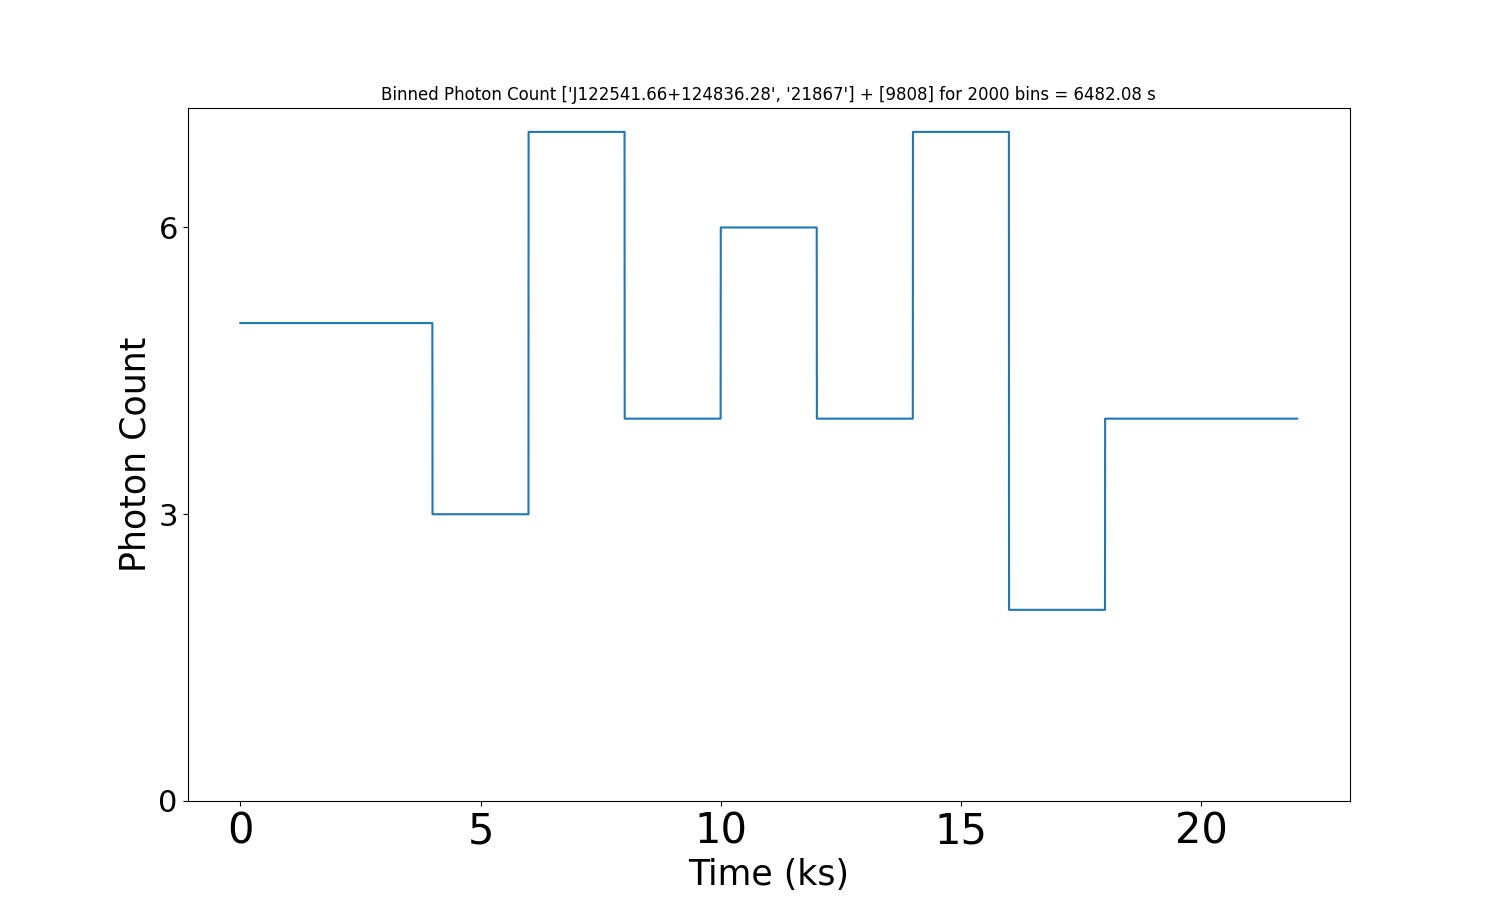 Binned Photon Count ['J122541.66+124836.28', '21867'] + [9808] for 2000 bins = 6482.08 s
6
3
0
Photon Count
0 5 10 15 20
Time (ks)